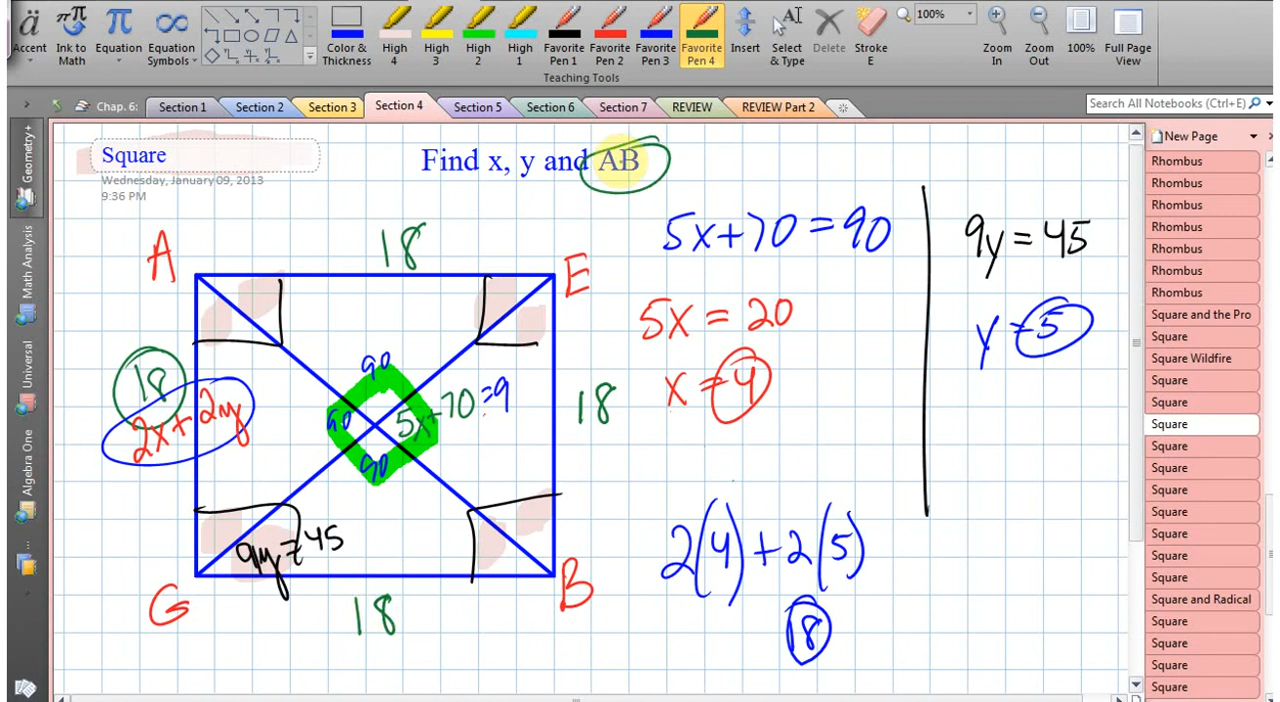 ä
Accent
Ink to Math
π
Equation
∞
Equation Symbols
Color & Thickness
High 4
High 3
High 2
High 1
Favorite Pen 1
Favorite Pen 2
Favorite Pen 3
Favorite Pen 4
Insert
Select & Type
Delete
Stroke E
100%
Zoom In
Zoom Out
100%
Full Page View
Teaching Tools
Chap. 6:
Section 1
Section 2
Section 3
Section 4
Section 5
Section 6
Section 7
REVIEW
REVIEW Part 2
Search All Notebooks (Ctrl+E)
Geometry+
Math Analysis
Universal
Algebra One
Square
Wednesday, January 09, 2013
9:36 PM
Find x, y and AB
A
18
E
18
2x+2y
90
90
5x+70=9
90
18
9y=45
G
18
B
5x+70=90
5x = 20
x = 4
2(4)+2(5)
18
9y=45
y=5
New Page
Rhombus
Rhombus
Rhombus
Rhombus
Rhombus
Rhombus
Rhombus
Square and the Pro
Square
Square Wildfire
Square
Square
Square
Square
Square
Square
Square
Square
Square
Square
Square and Radical
Square
Square
Square
Square